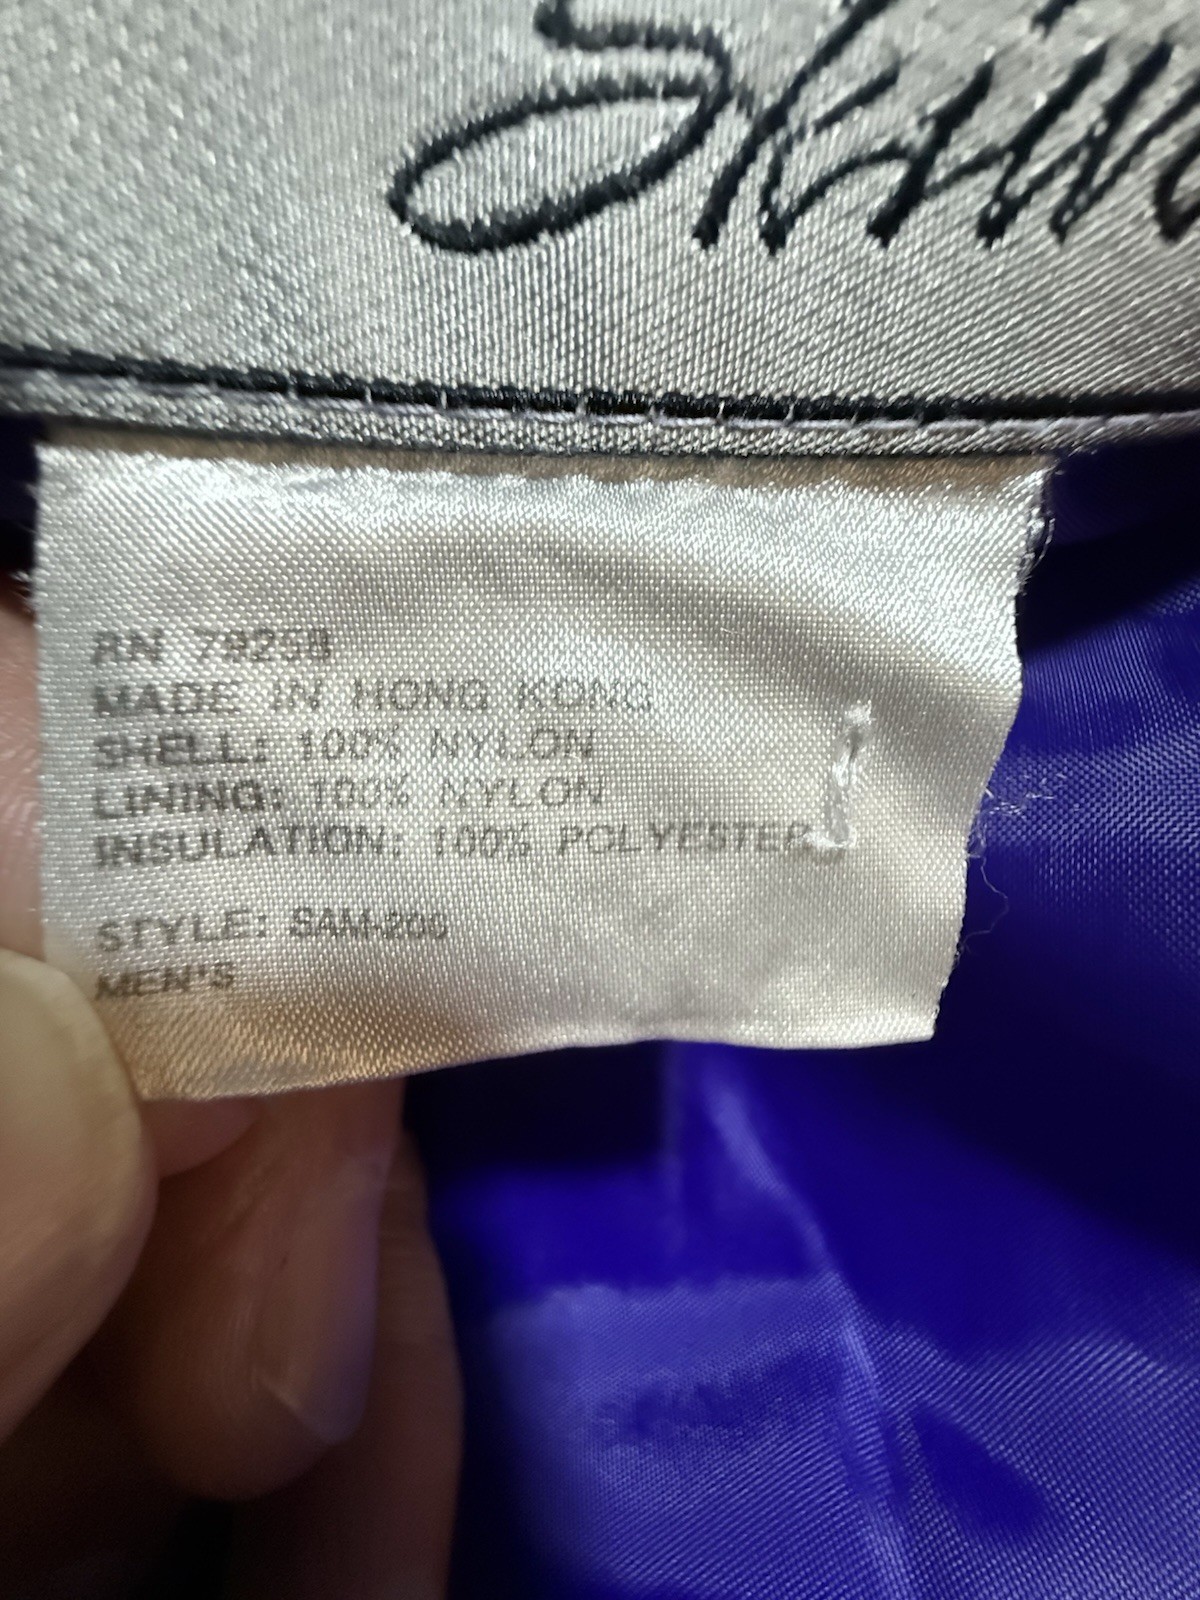 RN 79258
MADE IN HONG KONG
SHELL: 100% NYLON
LINING: 100% NYLON
INSULATION: 100% POLYESTER
STYLE: SAM-200
MEN'S